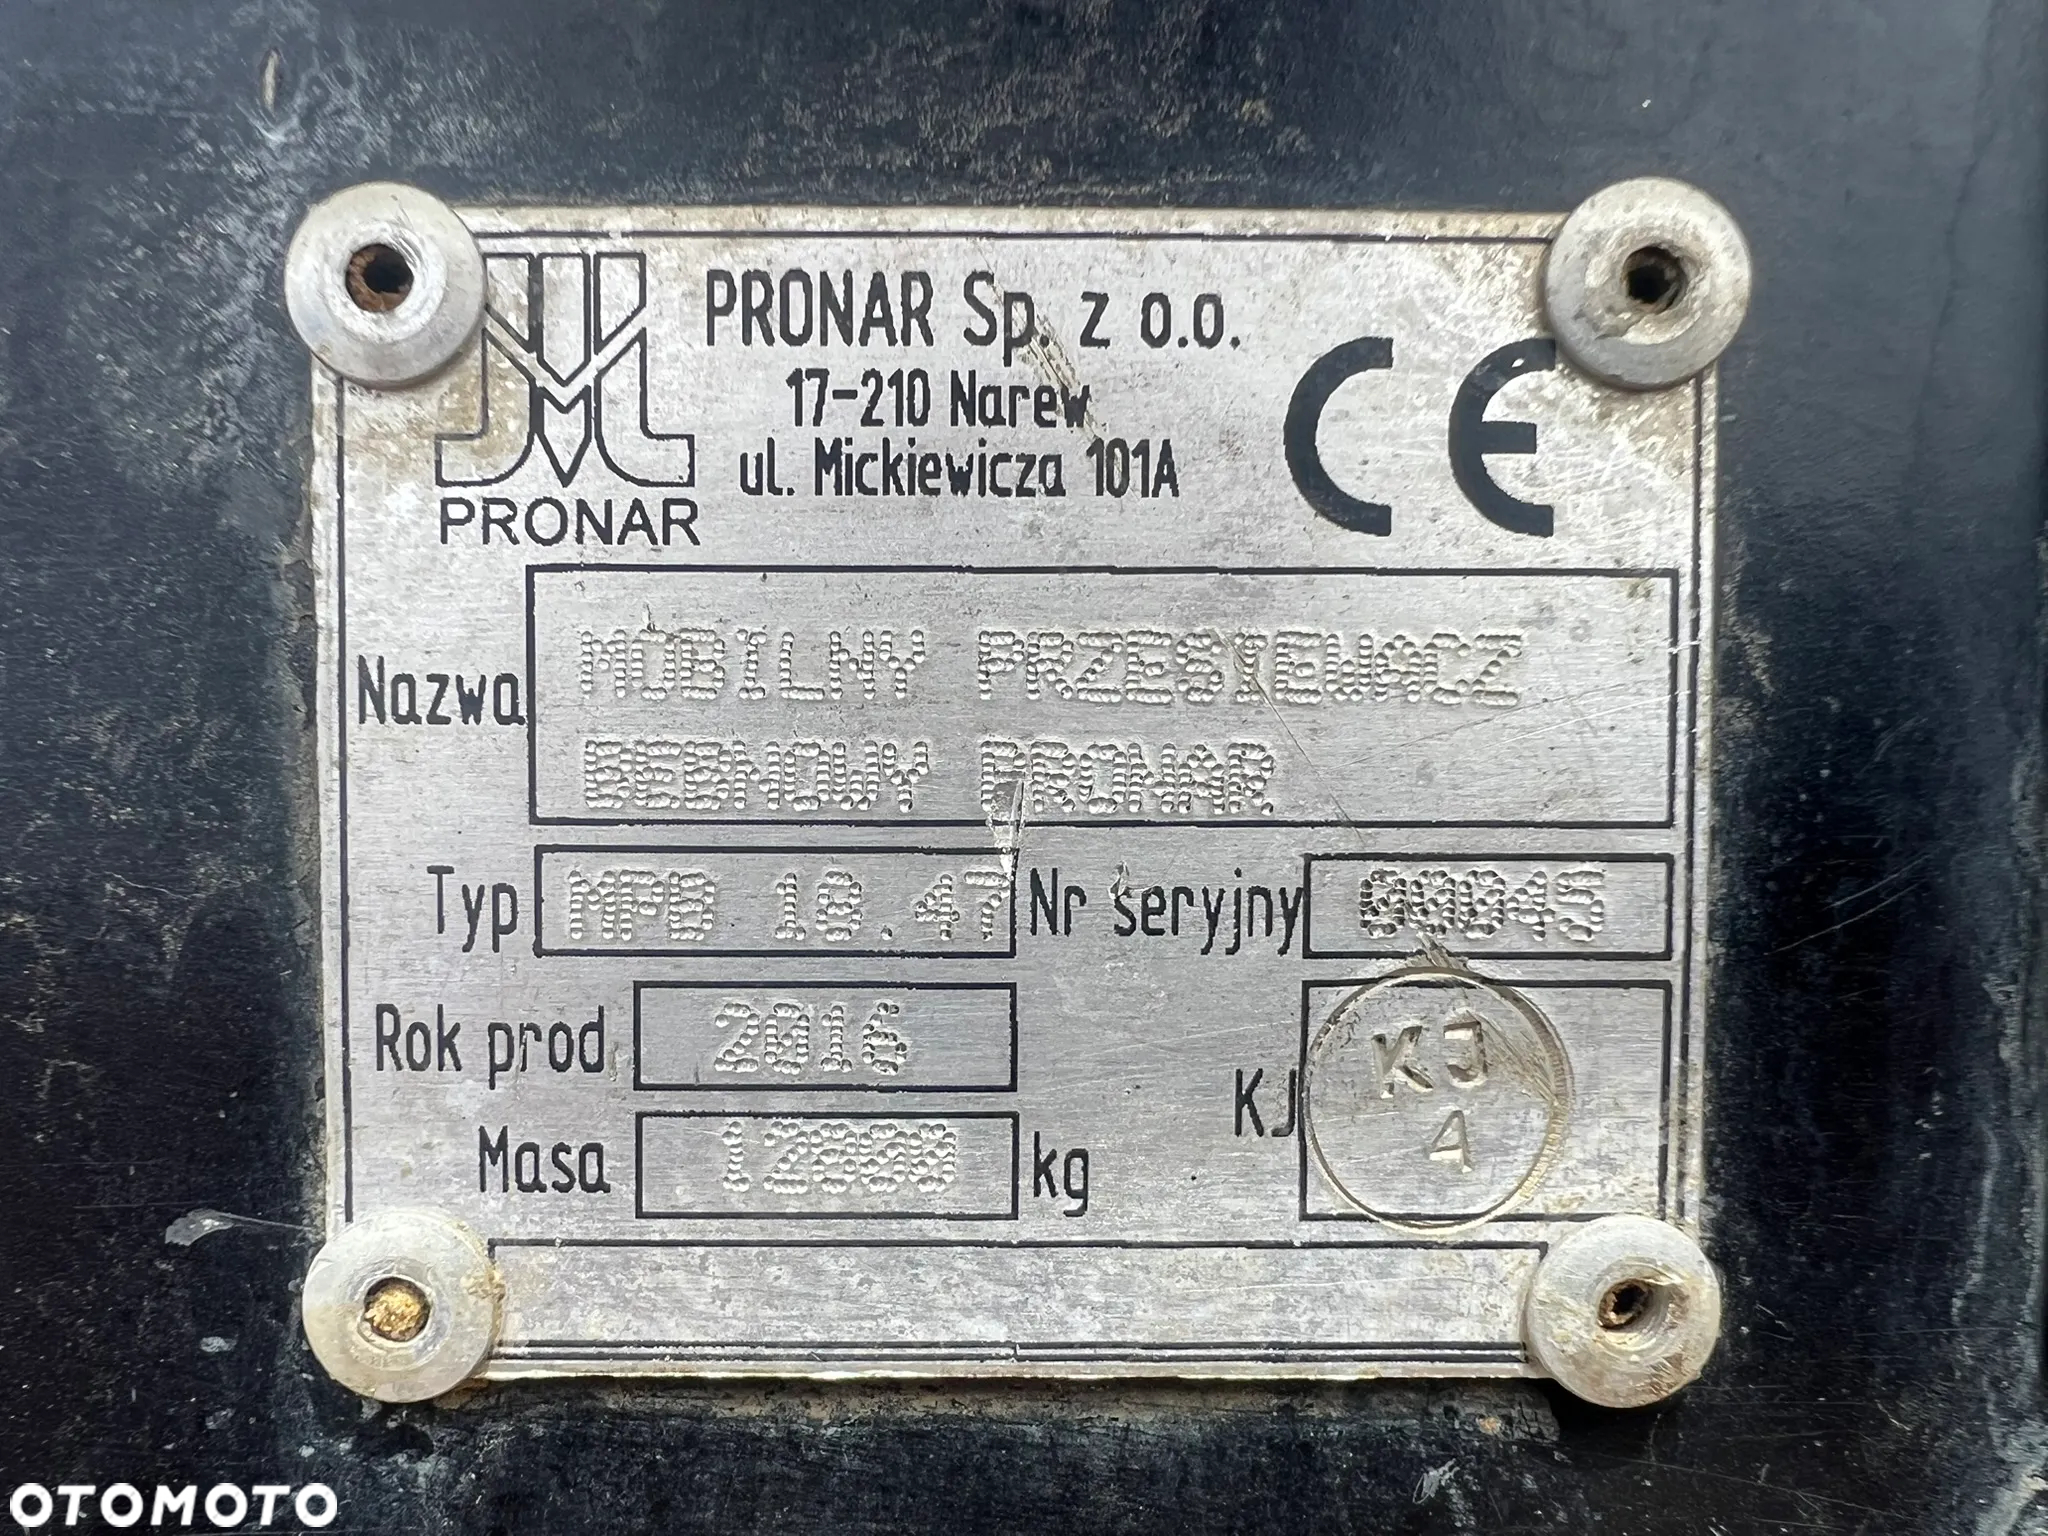 PRONAR Sp. z o.o.
17-210 Narew
ul. Mickiewicza 101A
PRONAR
CE
Nazwa
MOBILNY PRZESIEWACZ
BEBNOWY PRONAR
Typ MPB 18.47 Nr seryjny 00045
Rok prod 2016
Masa 12800 kg
KJ
KJ
4
OTOMOTO